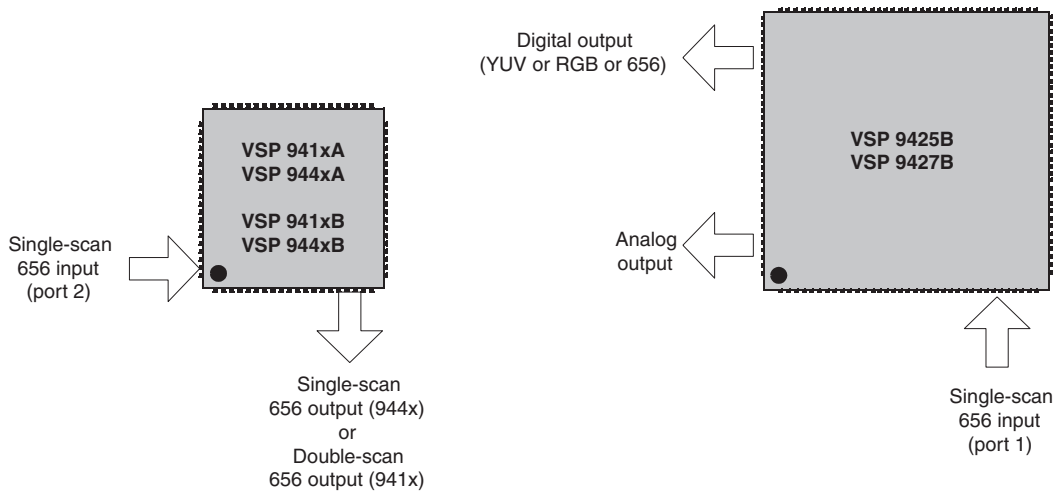 VSP 941xA
VSP 944xA
VSP 941xB
VSP 944xB
Single-scan
656 input
(port 2)
Single-scan
656 output (944x)
or
Double-scan
656 output (941x)
Digital output
(YUV or RGB or 656)
VSP 9425B
VSP 9427B
Analog
output
Single-scan
656 input
(port 1)